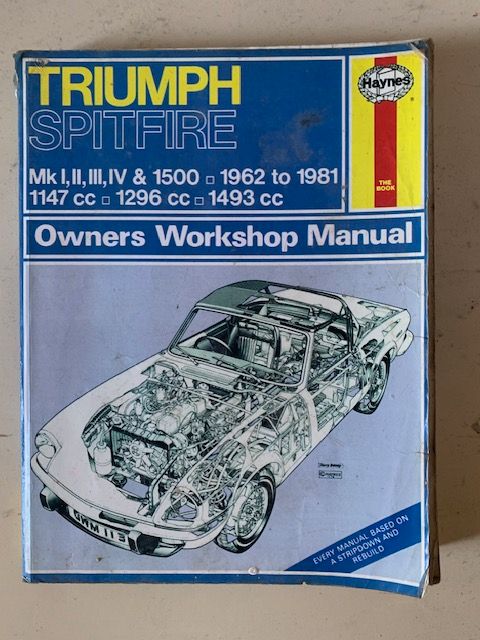 TRIUMPH
SPITFIRE
Haynes
®
THE
BOOK
Mk I,II,III,IV & 1500 □ 1962 to 1981
1147 cc □ 1296 cc □ 1493 cc
Owners Workshop Manual
EVERY MANUAL BASED ON
A STRIPDOWN AND
REBUILD